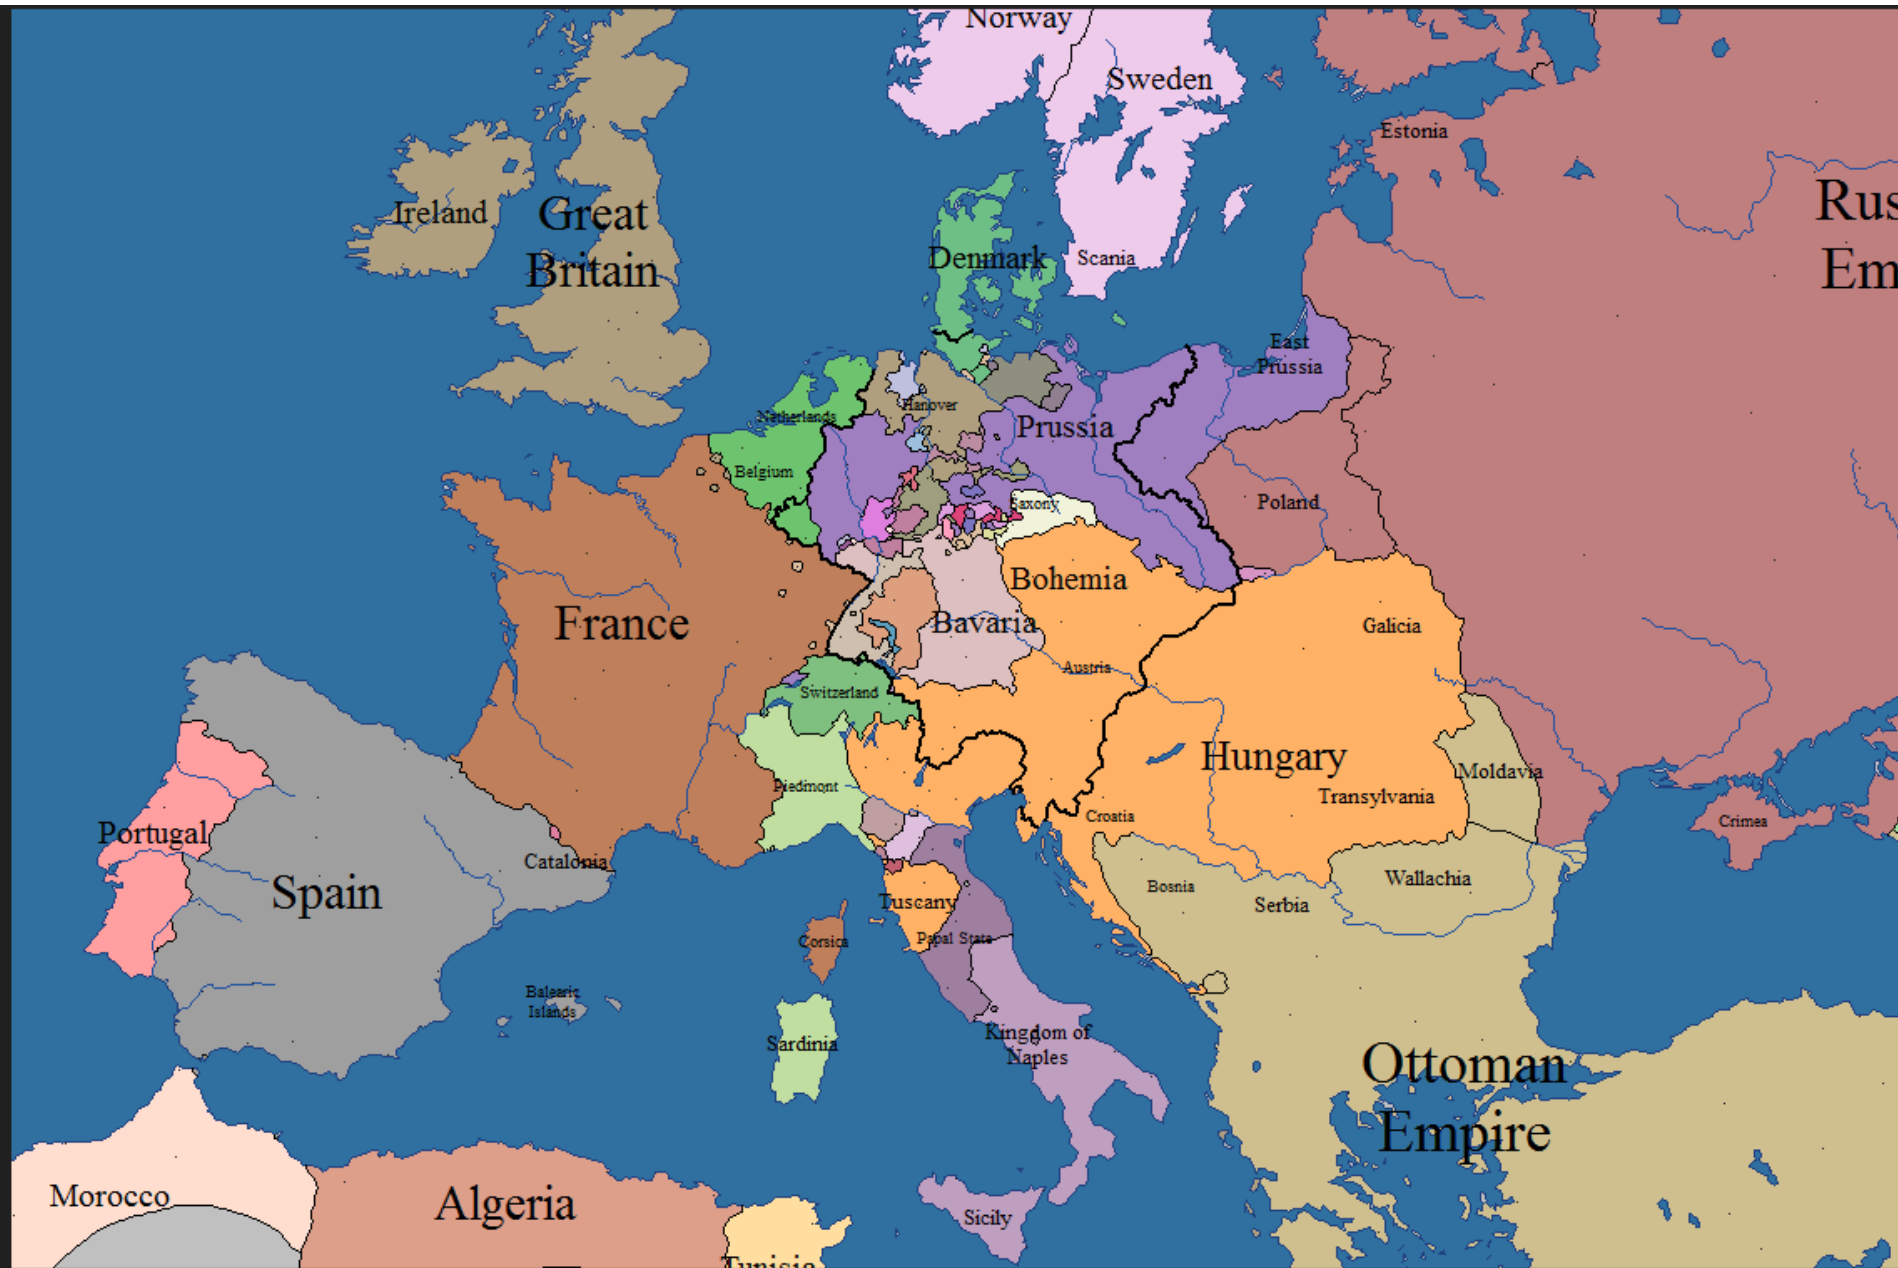 Norway
Sweden
Estonia
Rus
Em
Ireland
Great
Britain
Denmark
Scania
East
Prussia
Netherlands
Hanover
Prussia
Belgium
Saxony
Poland
Bohemia
France
Bavaria
Galicia
Austria
Switzerland
Hungary
Moldavia
Piedmont
Transylvania
Croatia
Crimea
Portugal
Catalonia
Spain
Wallachia
Bosnia
Serbia
Tuscany
Corsica
Papal State
Balearic
Islands
Sardinia
Kingdom of
Naples
Ottoman
Empire
Morocco
Algeria
Sicily
Tunisia